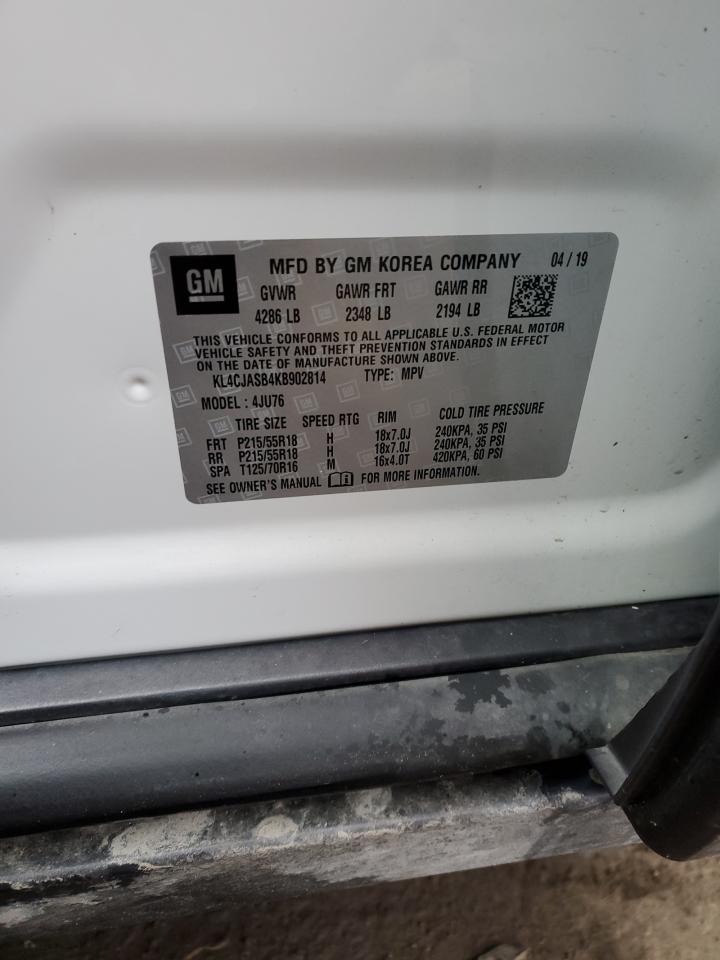 GM MFD BY GM KOREA COMPANY 04 / 19
GVWR GAWR FRT GAWR RR
4286 LB 2348 LB 2194 LB
THIS VEHICLE CONFORMS TO ALL APPLICABLE U.S. FEDERAL MOTOR
VEHICLE SAFETY AND THEFT PREVENTION STANDARDS IN EFFECT
ON THE DATE OF MANUFACTURE SHOWN ABOVE.
KL4CJASB4KB902814 TYPE: MPV
MODEL : 4JU76
TIRE SIZE SPEED RTG RIM COLD TIRE PRESSURE
FRT P215/55R18 H 18x7.0J 240KPA, 35 PSI
RR P215/55R18 H 18x7.0J 240KPA, 35 PSI
SPA T125/70R16 M 16x4.0T 420KPA, 60 PSI
SEE OWNER'S MANUAL FOR MORE INFORMATION.